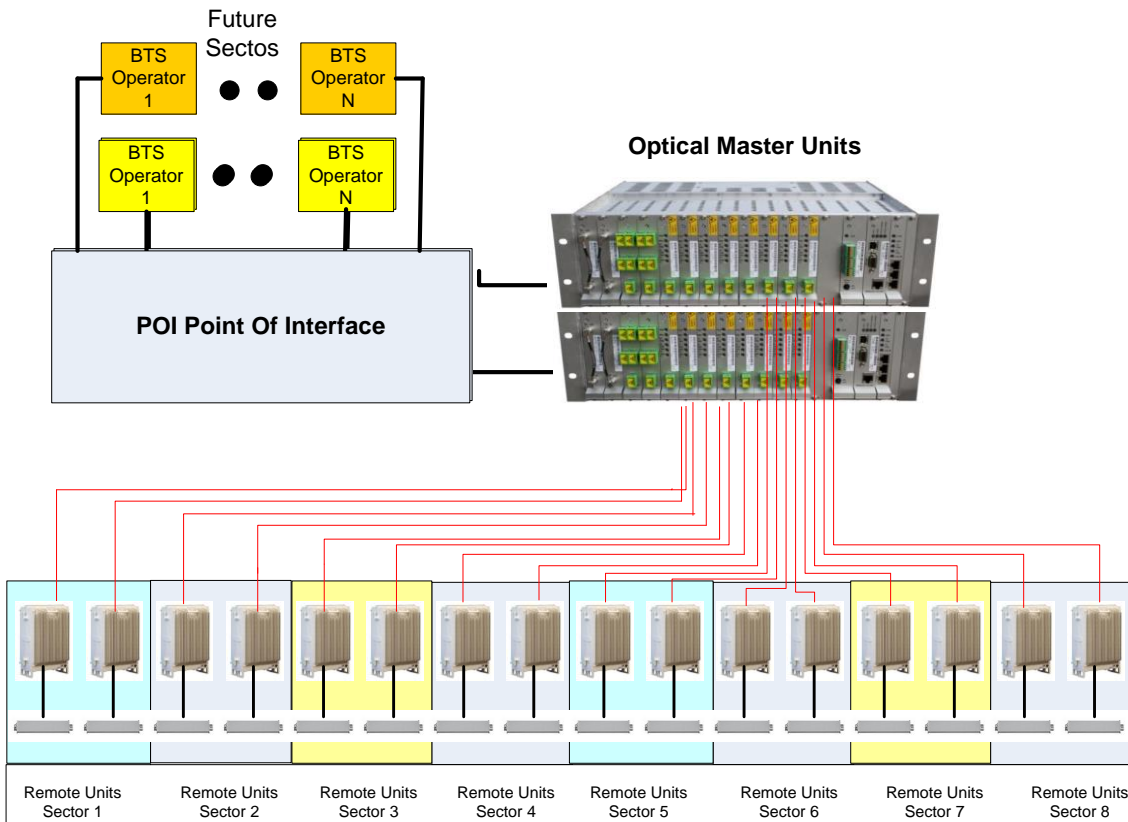 Future
Sectos
BTS
Operator
1
BTS
Operator
N
BTS
Operator
1
BTS
Operator
N
Optical Master Units
POI Point Of Interface
Remote Units
Sector 1
Remote Units
Sector 2
Remote Units
Sector 3
Remote Units
Sector 4
Remote Units
Sector 5
Remote Units
Sector 6
Remote Units
Sector 7
Remote Units
Sector 8